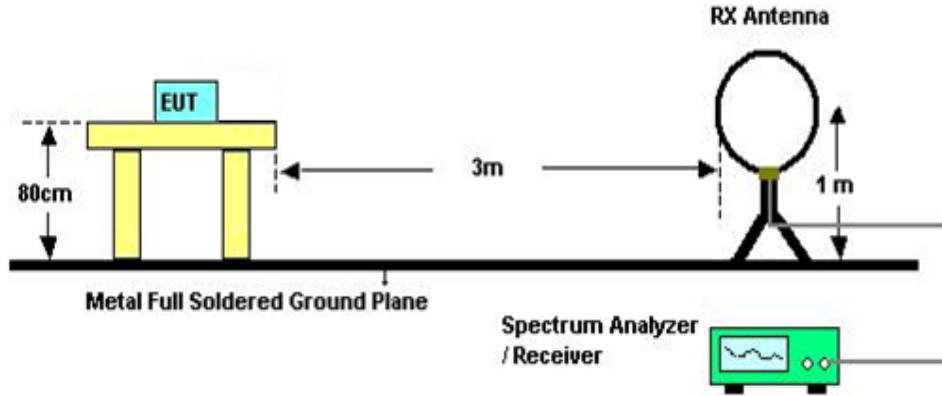 RX Antenna
EUT
80cm
3m
1 m
Metal Full Soldered Ground Plane
Spectrum Analyzer
/ Receiver